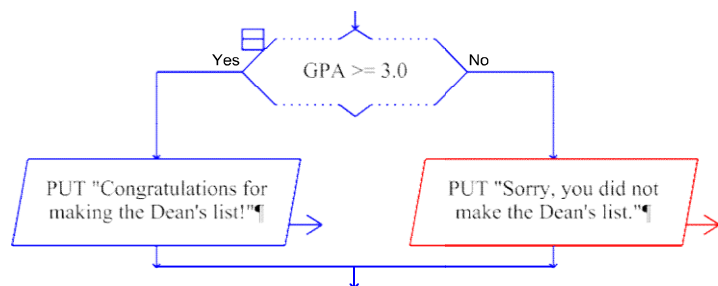 Yes
No
GPA >= 3.0
PUT "Congratulations for
making the Dean's list!"¶
PUT "Sorry, you did not
make the Dean's list."¶